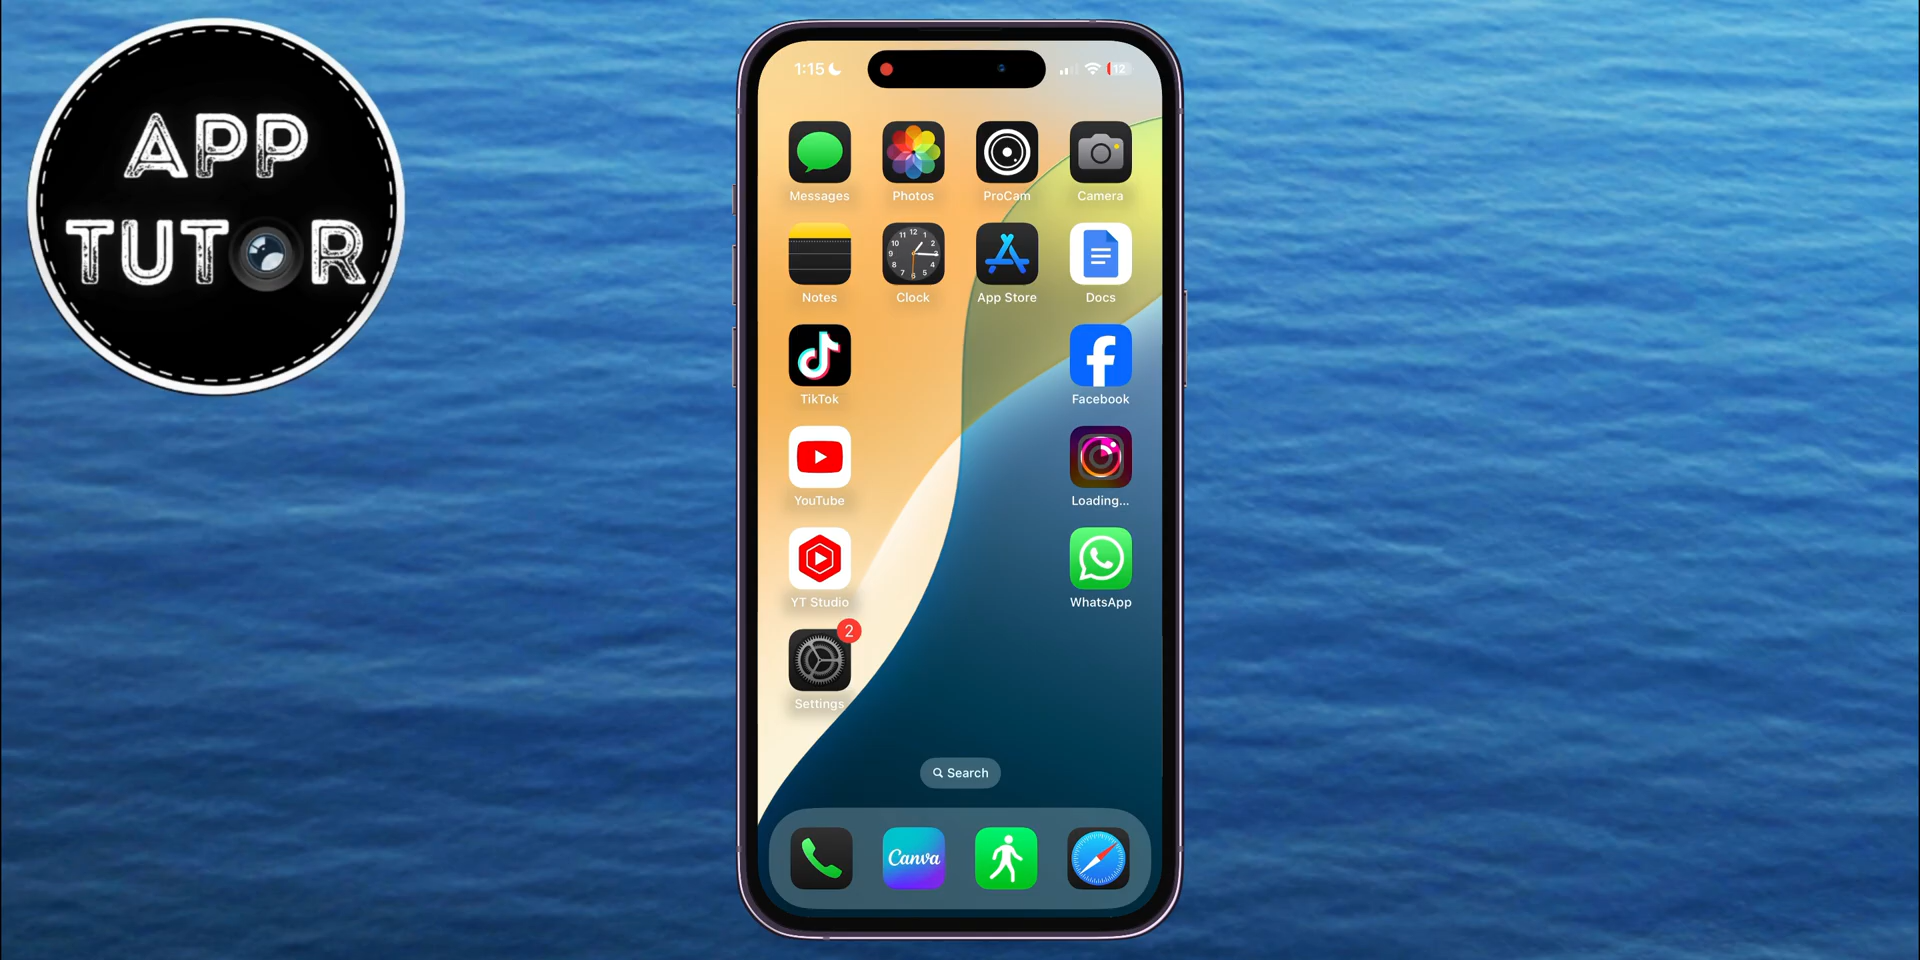 APP
TUTOR
1:15
12
Messages
Photos
ProCam
Camera
Notes
Clock
App Store
Docs
TikTok
Facebook
YouTube
Loading...
YT Studio
WhatsApp
2
Settings
Search
Canva